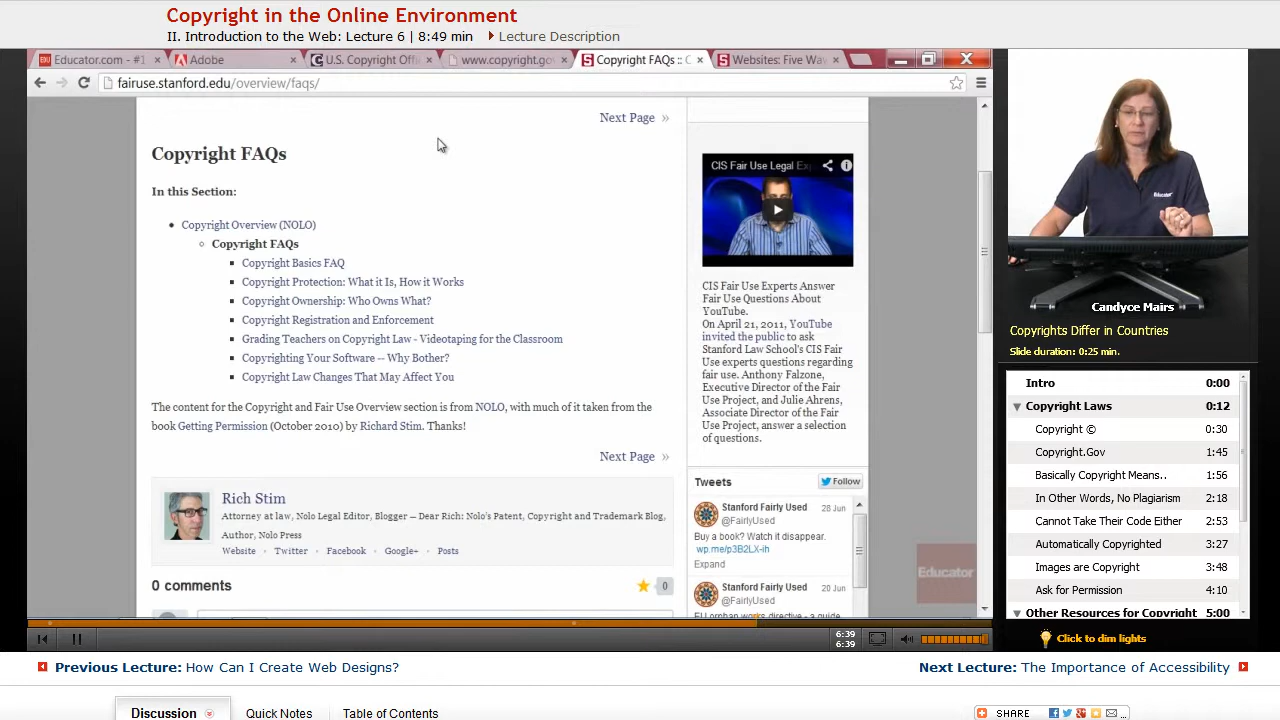 Copyright in the Online Environment
II. Introduction to the Web: Lecture 6 | 8:49 min Lecture Description
Educator.com - #1 × Adobe × U.S. Copyright Offi × www.copyright.go × Copyright FAQs :: C × Websites: Five Wa ×
fairuse.stanford.edu/overview/faqs/
Next Page »
Copyright FAQs
In this Section:
Copyright Overview (NOLO)
Copyright FAQs
Copyright Basics FAQ
Copyright Protection: What it Is, How it Works
Copyright Ownership: Who Owns What?
Copyright Registration and Enforcement
Grading Teachers on Copyright Law - Videotaping for the Classroom
Copyrighting Your Software -- Why Bother?
Copyright Law Changes That May Affect You
The content for the Copyright and Fair Use Overview section is from NOLO, with much of it taken from the
book Getting Permission (October 2010) by Richard Stim. Thanks!
Next Page »
Rich Stim
Attorney at law, Nolo Legal Editor, Blogger — Dear Rich: Nolo's Patent, Copyright and Trademark Blog,
Author, Nolo Press
Website · Twitter · Facebook · Google+ · Posts
0 comments
0
CIS Fair Use Legal Exp
CIS Fair Use Experts Answer
Fair Use Questions About
YouTube.
On April 21, 2011, YouTube
invited the public to ask
Stanford Law School's CIS Fair
Use experts questions regarding
fair use. Anthony Falzone,
Executive Director of the Fair
Use Project, and Julie Ahrens,
Associate Director of the Fair
Use Project, answer a selection
of questions.
Tweets Follow
Stanford Fairly Used 28 Jun
@FairlyUsed
Buy a book? Watch it disappear.
wp.me/p3B2LX-ih
Expand
Stanford Fairly Used 20 Jun
@FairlyUsed
EU orphan works directive - a guide
Educator
6:39
6:39
Educator
Candyce Mairs
Copyrights Differ in Countries
Slide duration: 0:25 min.
Intro 0:00
Copyright Laws 0:12
Copyright © 0:30
Copyright.Gov 1:45
Basically Copyright Means.. 1:56
In Other Words, No Plagiarism 2:18
Cannot Take Their Code Either 2:53
Automatically Copyrighted 3:27
Images are Copyright 3:48
Ask for Permission 4:10
Other Resources for Copyright 5:00
Click to dim lights
Previous Lecture: How Can I Create Web Designs?
Next Lecture: The Importance of Accessibility
Discussion Quick Notes Table of Contents
SHARE